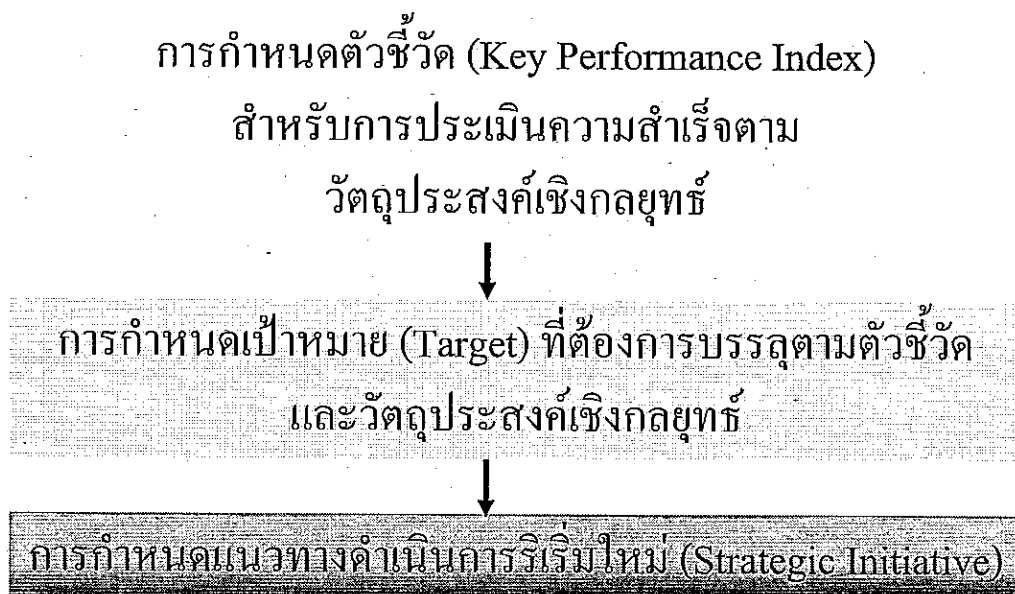 การกำหนดตัวชี้วัด (Key Performance Index)
สำหรับการประเมินความสำเร็จตาม
วัตถุประสงค์เชิงกลยุทธ์
การกำหนดเป้าหมาย (Target) ที่ต้องการบรรลุตามตัวชี้วัด
และวัตถุประสงค์เชิงกลยุทธ์
การกำหนดแนวทางดำเนินการริเริ่มใหม่ (Strategic Initiative)